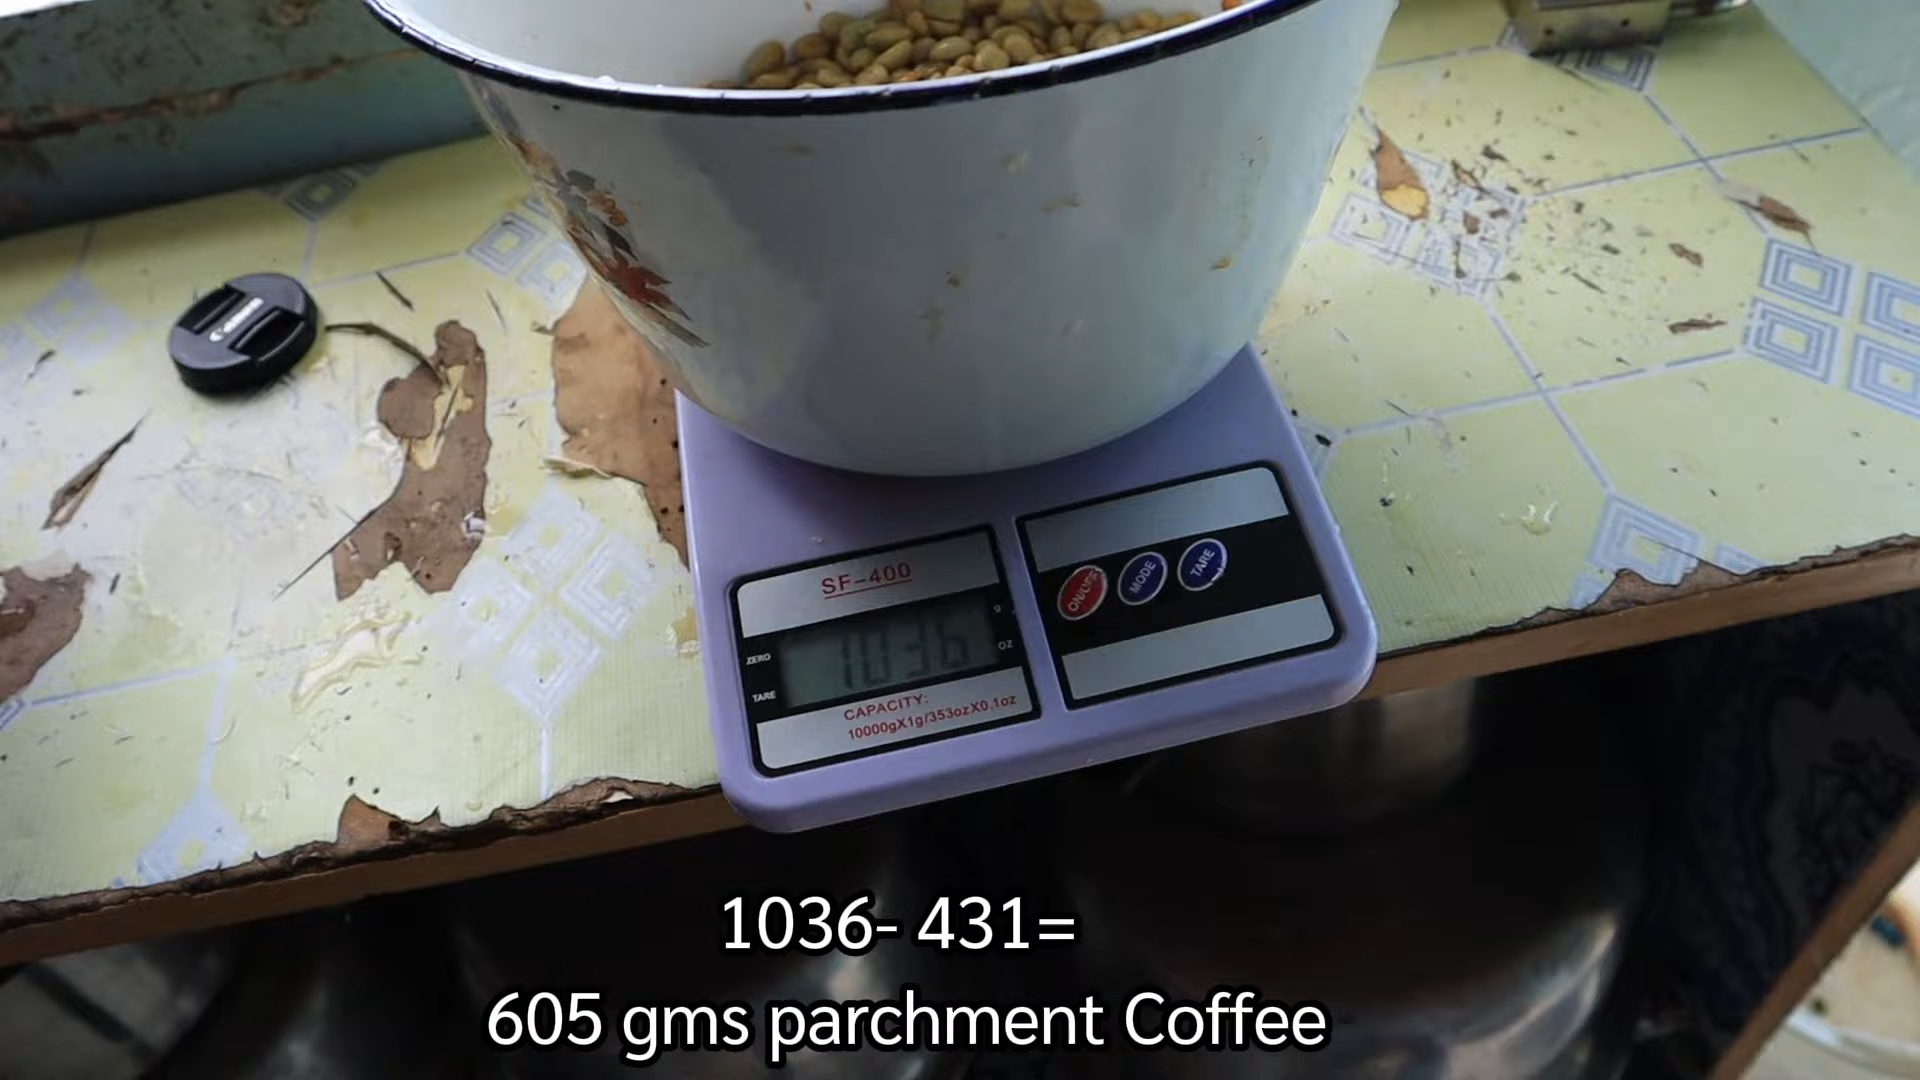 Canon
SF-400
ON/OFF
MODE
TARE
1036
g
oz
ZERO
TARE
CAPACITY:
10000gX1g/353ozX0.1oz
1036- 431=
605 gms parchment Coffee